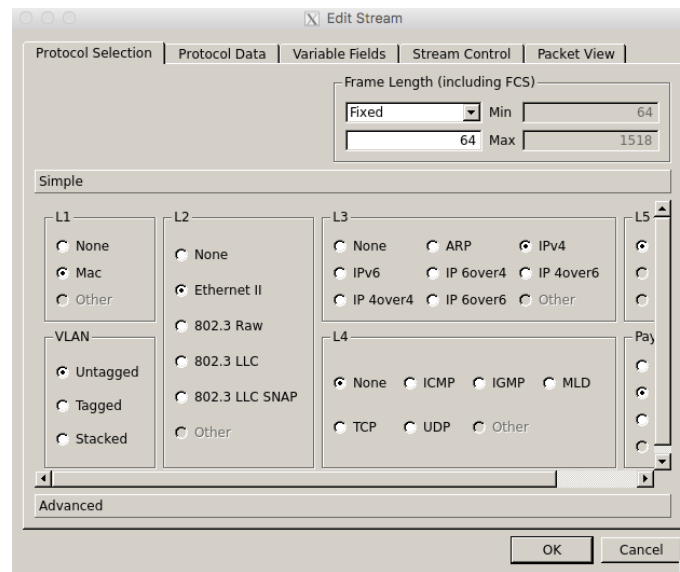 Edit Stream
Protocol Selection Protocol Data Variable Fields Stream Control Packet View
Frame Length (including FCS)
Fixed Min 64
64 Max 1518
Simple
L1
None
Mac
Other
VLAN
Untagged
Tagged
Stacked
L2
None
Ethernet II
802.3 Raw
802.3 LLC
802.3 LLC SNAP
Other
L3
None ARP IPv4
IPv6 IP 6over4 IP 4over6
IP 4over4 IP 6over6 Other
L4
None ICMP IGMP MLD
TCP UDP Other
L5
Pay
Advanced
OK Cancel